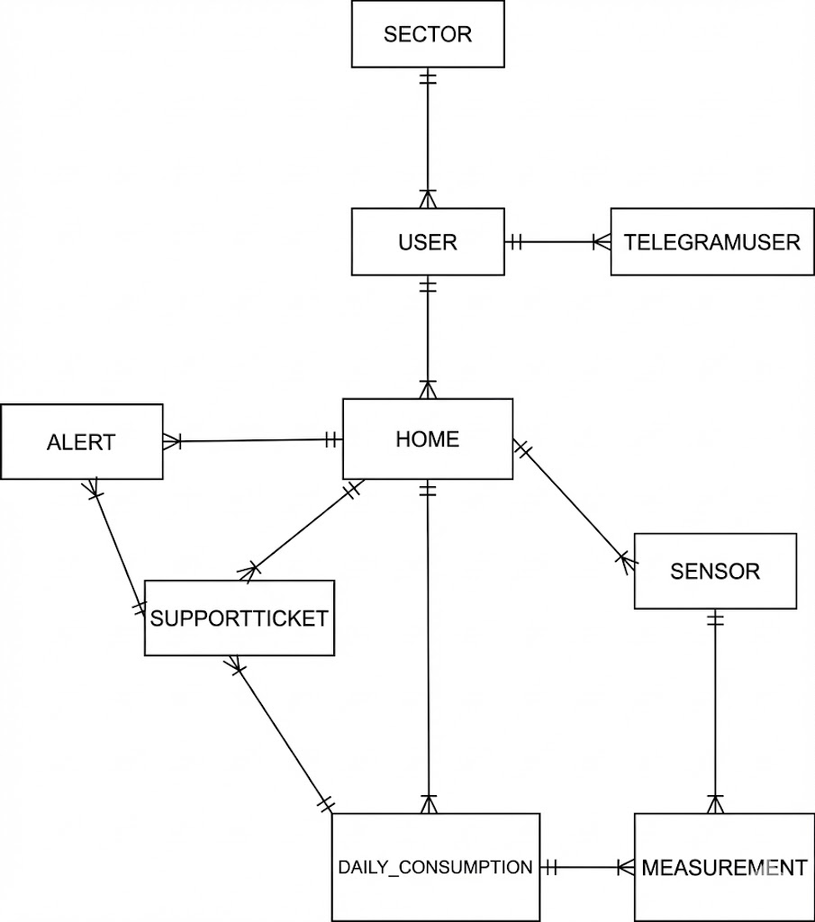 SECTOR
USER
TELEGRAMUSER
ALERT
HOME
SENSOR
SUPPORTTICKET
DAILY_CONSUMPTION
MEASUREMENT